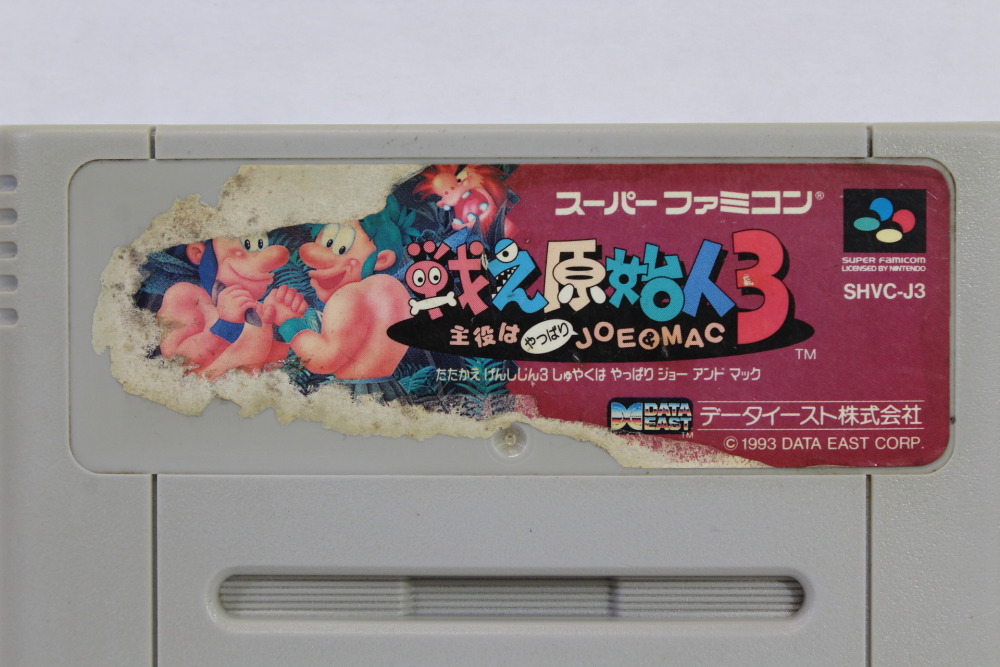 スーパーファミコン®
SUPER FAMICOM
LICENSED BY NINTENDO
SHVC-J3
戦え原始人3
主役は やっぱり JOE&MAC
TM
たたかえ げんしじん3 しゅやくは やっぱり ジョー アンド マック
DATA EAST TM データイースト株式会社
© 1993 DATA EAST CORP.